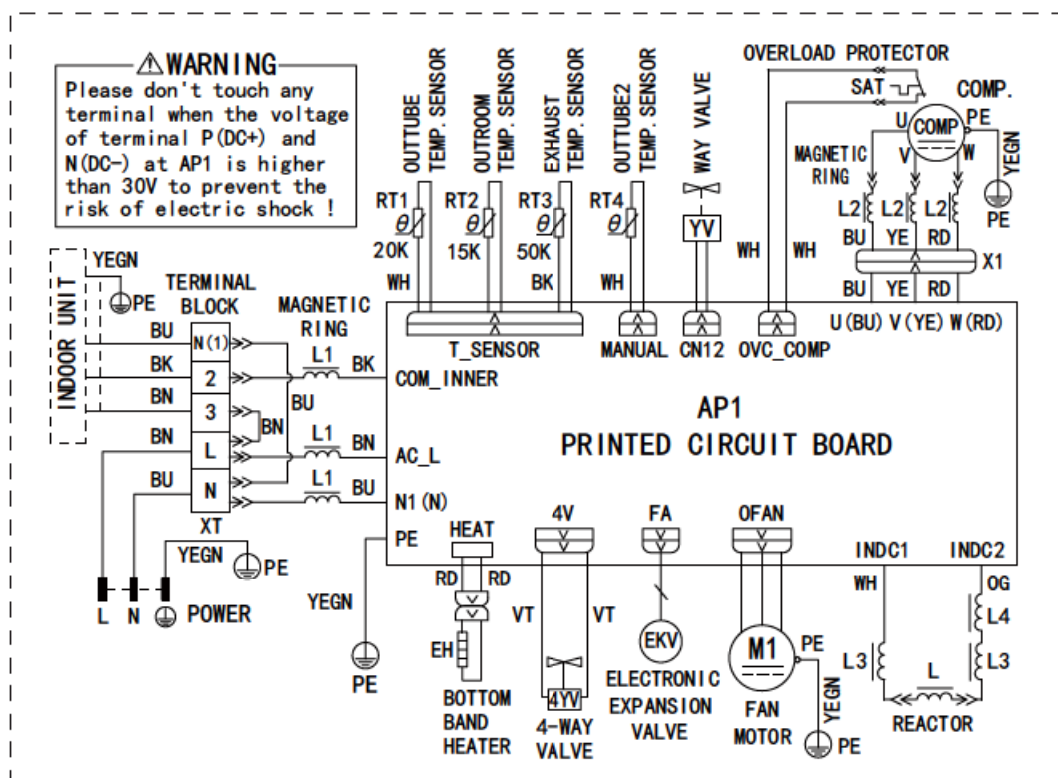 WARNING
Please don't touch any
terminal when the voltage
of terminal P(DC+) and
N(DC-) at AP1 is higher
than 30V to prevent the
risk of electric shock !
OUTTUBE
TEMP. SENSOR
OUTROOM
TEMP. SENSOR
EXHAUST
TEMP. SENSOR
OUTTUBE2
TEMP. SENSOR
WAY VALVE
OVERLOAD PROTECTOR
SAT
COMP.
U
COMP
PE
V
W
YEGN
MAGNETIC
RING
PE
RT1
θ
20K
RT2
θ
15K
RT3
θ
50K
RT4
θ
YV
L2
L2
L2
WH
BK
WH
WH
WH
BU
YE
RD
X1
BU
YE
RD
U(BU) V(YE) W(RD)
T_SENSOR
MANUAL
CN12
OVC_COMP
INDOOR UNIT
YEGN
PE
TERMINAL
BLOCK
MAGNETIC
RING
BU
N(1)
BK
2
L1
BK
COM_INNER
BN
3
BU
BN
BN
L
L1
BN
AC_L
BU
N
L1
BU
N1(N)
XT
YEGN
PE
L
N
POWER
AP1
PRINTED CIRCUIT BOARD
PE
YEGN
PE
HEAT
RD
RD
EH
BOTTOM
BAND
HEATER
4V
VT
VT
4YV
4-WAY
VALVE
FA
EKV
ELECTRONIC
EXPANSION
VALVE
OFAN
M1
PE
YEGN
FAN
MOTOR
PE
INDC1
INDC2
WH
OG
L4
L3
L3
L
REACTOR